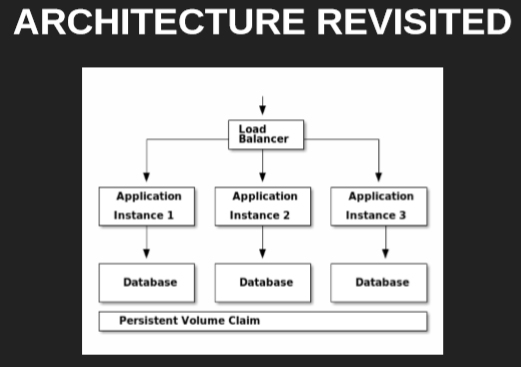 ARCHITECTURE REVISITED
Load
Balancer
Application
Instance 1
Application
Instance 2
Application
Instance 3
Database
Database
Database
Persistent Volume Claim